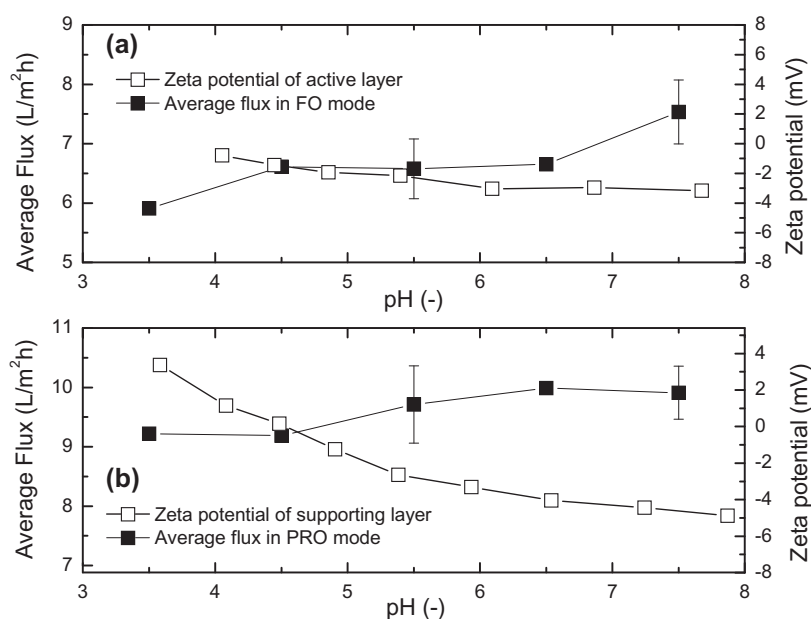 (a)
Zeta potential of active layer
Average flux in FO mode
Average Flux (L/m²h)
9
8
7
6
5
Zeta potential (mV)
8
6
4
2
0
-2
-4
-6
-8
3 4 5 6 7 8
pH (-)
(b)
Zeta potential of supporting layer
Average flux in PRO mode
Average Flux (L/m²h)
11
10
9
8
7
Zeta potential (mV)
4
2
0
-2
-4
-6
-8
3 4 5 6 7 8
pH (-)